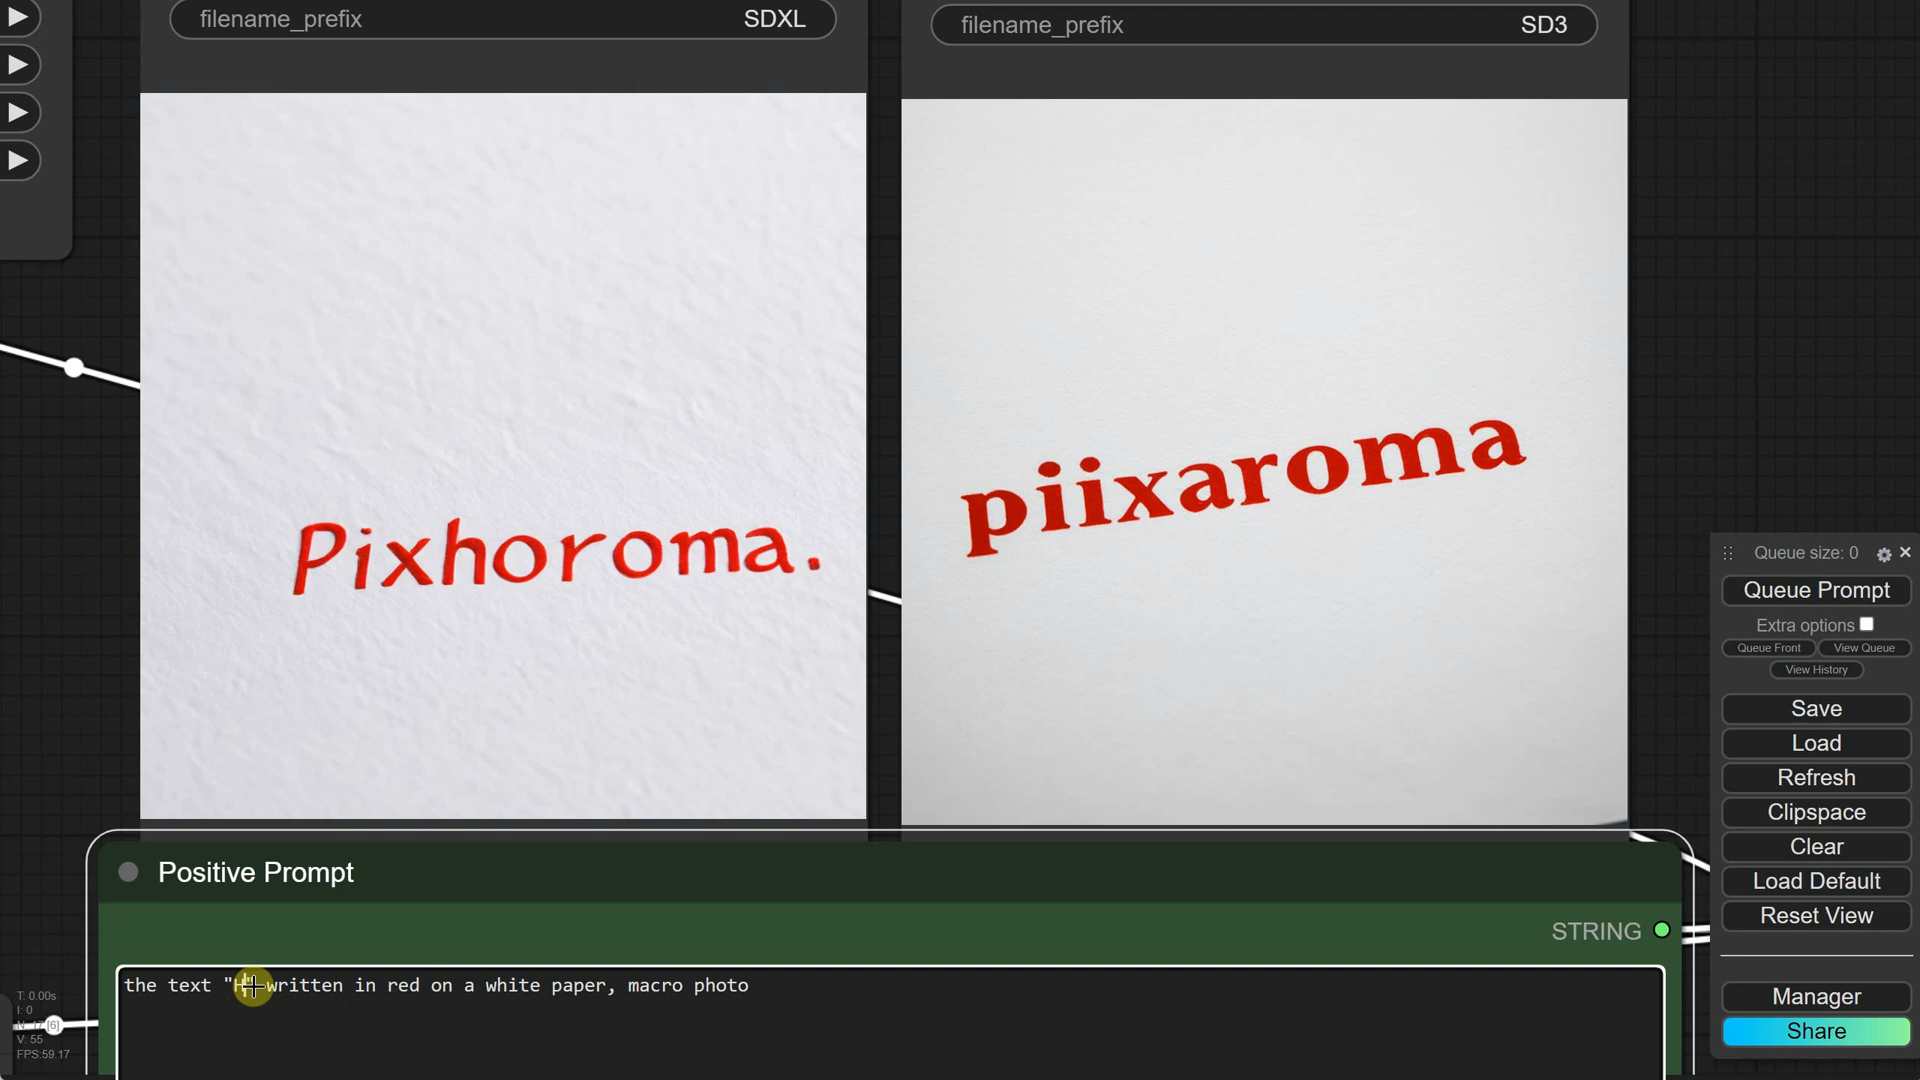 filename_prefix SDXL
filename_prefix SD3
Pixhoroma.
piixaroma
Queue size: 0
Queue Prompt
Extra options
Queue Front View Queue
View History
Save
Load
Refresh
Clipspace
Clear
Load Default
Reset View
Manager
Share
Positive Prompt
STRING
the text "H" written in red on a white paper, macro photo
T: 0.00s
I: 0
N: 17 [6]
V: 55
FPS:59.17